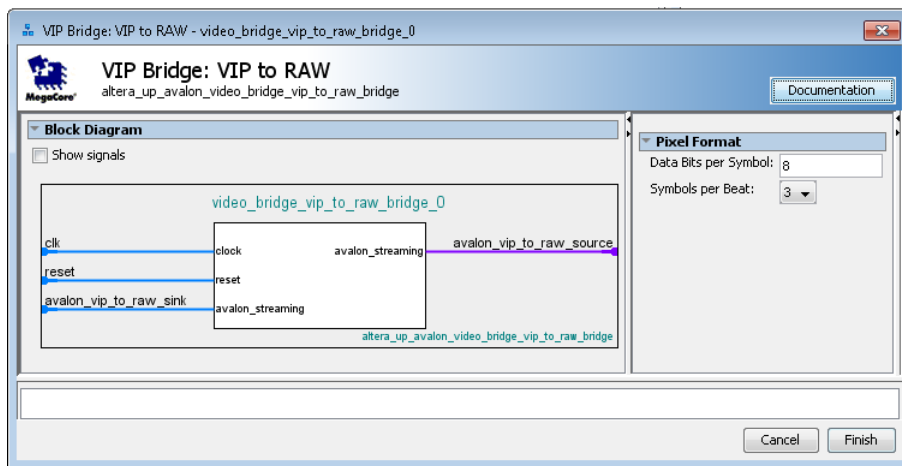 VIP Bridge: VIP to RAW - video_bridge_vip_to_raw_bridge_0
MegaCore®
VIP Bridge: VIP to RAW
altera_up_avalon_video_bridge_vip_to_raw_bridge
Documentation
Block Diagram
Show signals
video_bridge_vip_to_raw_bridge_0
clk
clock
avalon_streaming
avalon_vip_to_raw_source
reset
reset
avalon_vip_to_raw_sink
avalon_streaming
altera_up_avalon_video_bridge_vip_to_raw_bridge
Pixel Format
Data Bits per Symbol: 8
Symbols per Beat: 3
Cancel
Finish